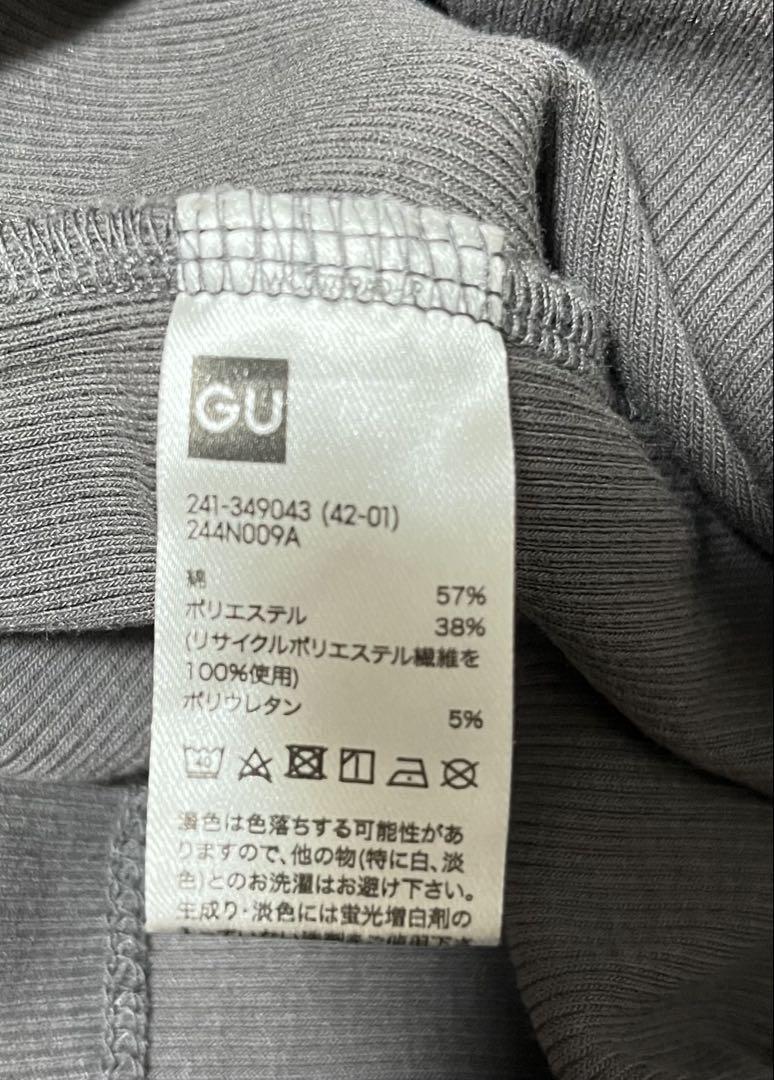 GU
241-349043 (42-01)
244N009A
綿 57%
ポリエステル 38%
(リサイクルポリエステル繊維を
100%使用)
ポリウレタン 5%
40
濃色は色落ちする可能性があ
りますので、他の物(特に白、淡
色)とのお洗濯はお避け下さい。
生成り・淡色には蛍光増白剤の